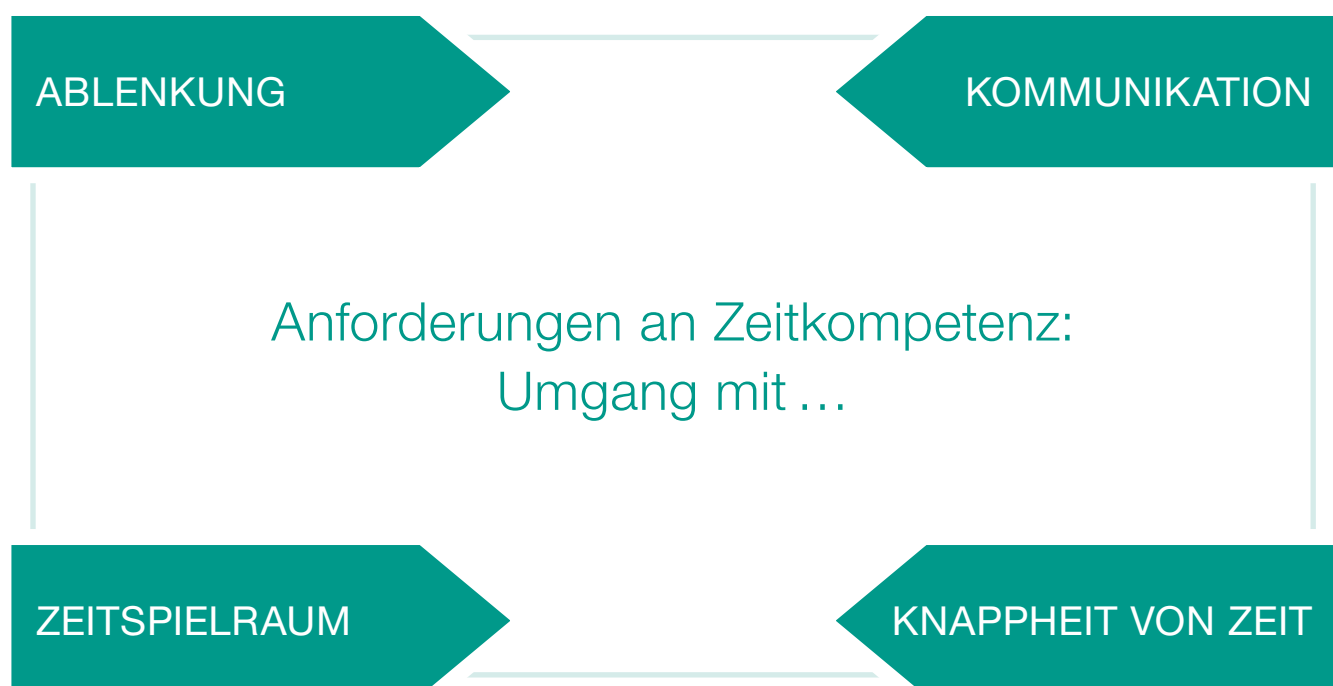 ABLENKUNG
KOMMUNIKATION
Anforderungen an Zeitkompetenz:
Umgang mit ...
ZEITSPIELRAUM
KNAPPHEIT VON ZEIT